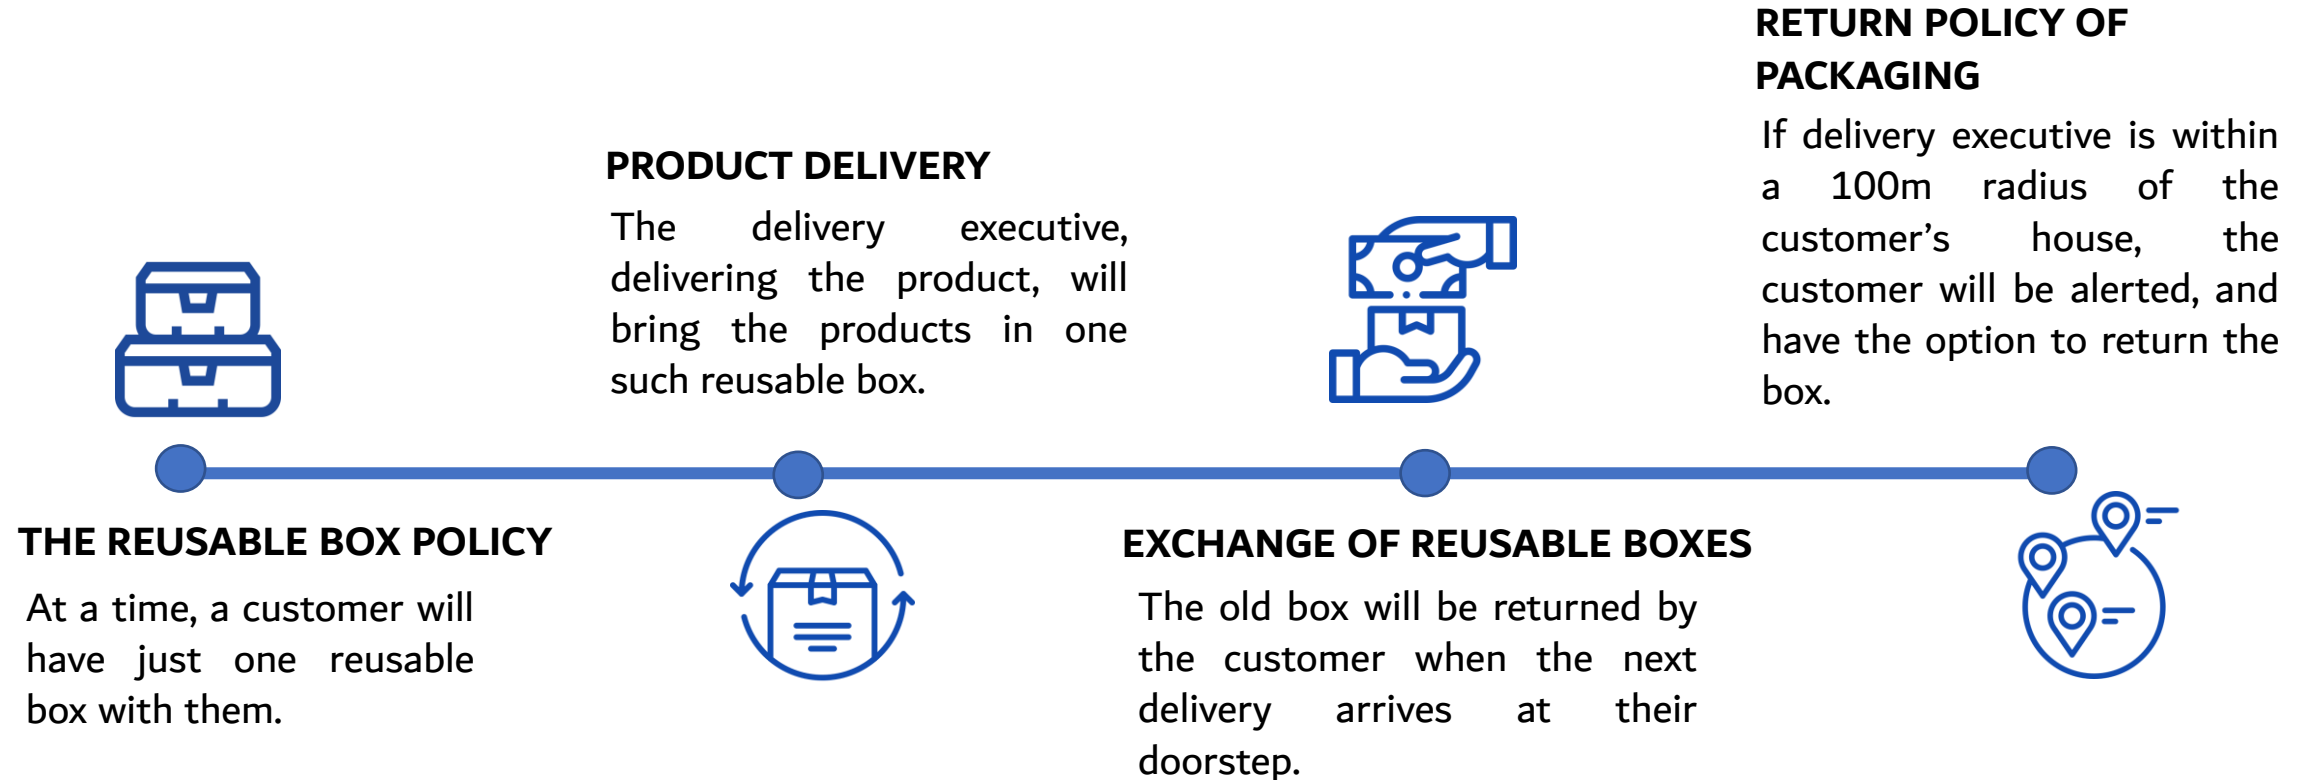 THE REUSABLE BOX POLICY
At a time, a customer will
have just one reusable
box with them.
PRODUCT DELIVERY
The delivery executive,
delivering the product, will
bring the products in one
such reusable box.
EXCHANGE OF REUSABLE BOXES
The old box will be returned by
the customer when the next
delivery arrives at their
doorstep.
RETURN POLICY OF
PACKAGING
If delivery executive is within
a 100m radius of the
customer’s house, the
customer will be alerted, and
have the option to return the
box.